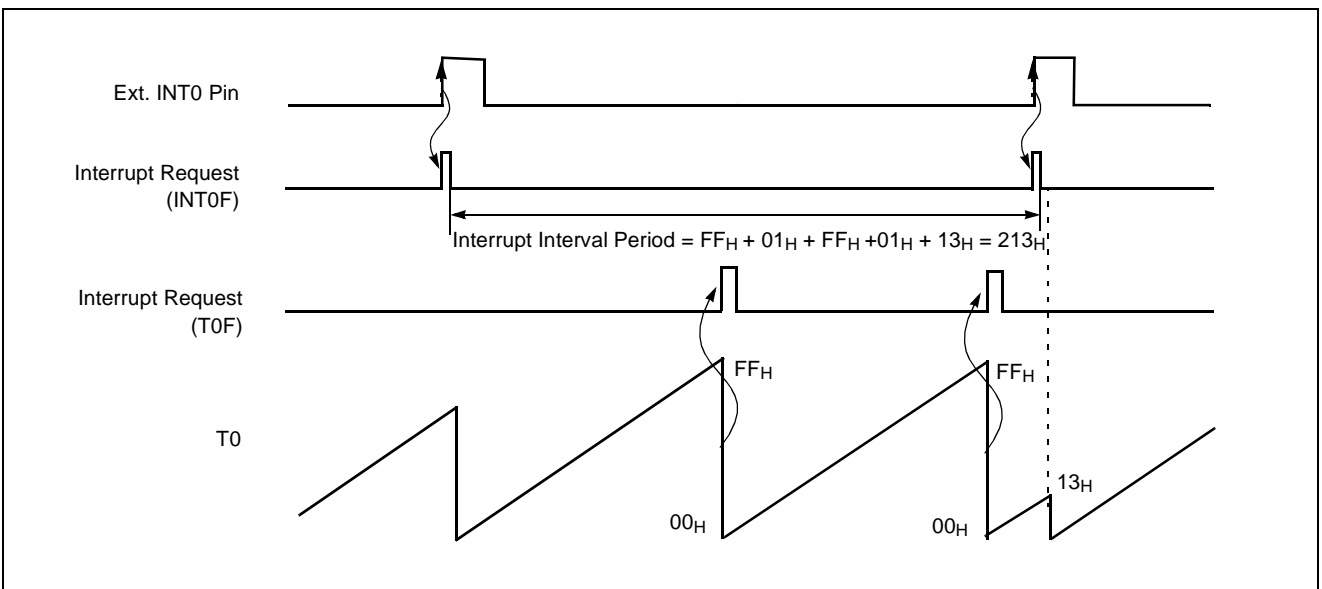 Ext. INT0 Pin
Interrupt Request
(INT0F)
Interrupt Interval Period = FFH + 01H + FFH +01H + 13H = 213H
Interrupt Request
(T0F)
FFH
FFH
T0
13H
00H
00H